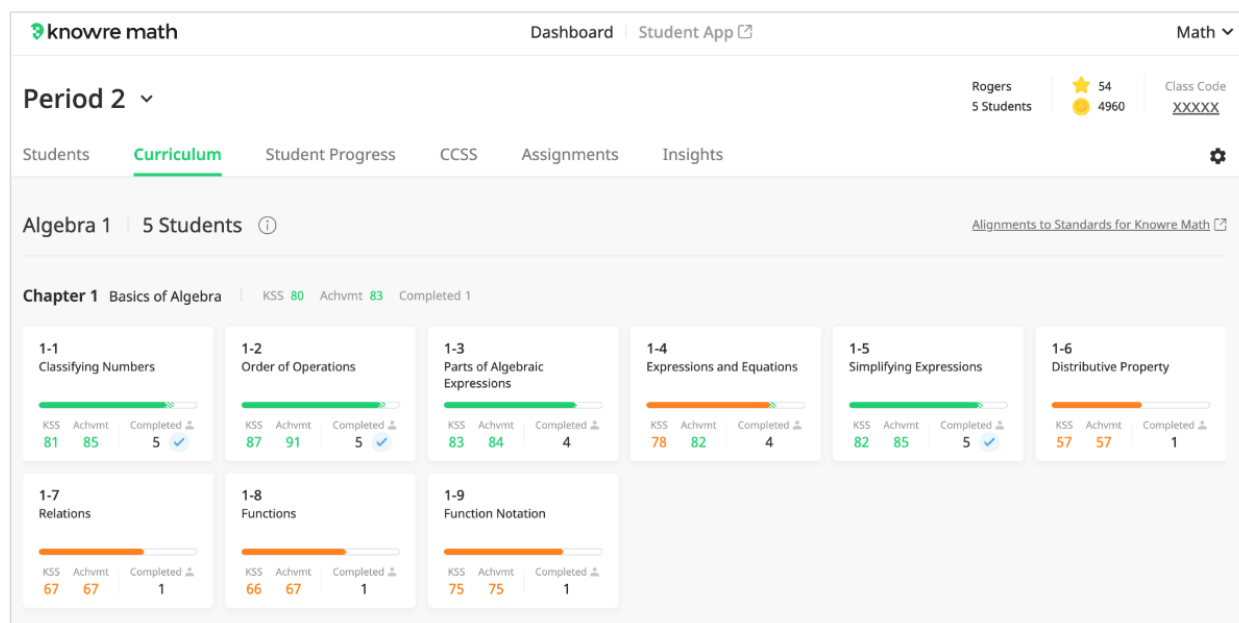 knowre math Dashboard Student App Math
Period 2
Rogers 54 Class Code
5 Students 4960 XXXXX
Students Curriculum Student Progress CCSS Assignments Insights
Algebra 1 5 Students Alignments to Standards for Knowre Math
Chapter 1 Basics of Algebra KSS 80 Achvmt 83 Completed 1
1-1
Classifying Numbers
KSS Achvmt Completed
81 85 5
1-2
Order of Operations
KSS Achvmt Completed
87 91 5
1-3
Parts of Algebraic
Expressions
KSS Achvmt Completed
83 84 4
1-4
Expressions and Equations
KSS Achvmt Completed
78 82 4
1-5
Simplifying Expressions
KSS Achvmt Completed
82 85 5
1-6
Distributive Property
KSS Achvmt Completed
57 57 1
1-7
Relations
KSS Achvmt Completed
67 67 1
1-8
Functions
KSS Achvmt Completed
66 67 1
1-9
Function Notation
KSS Achvmt Completed
75 75 1